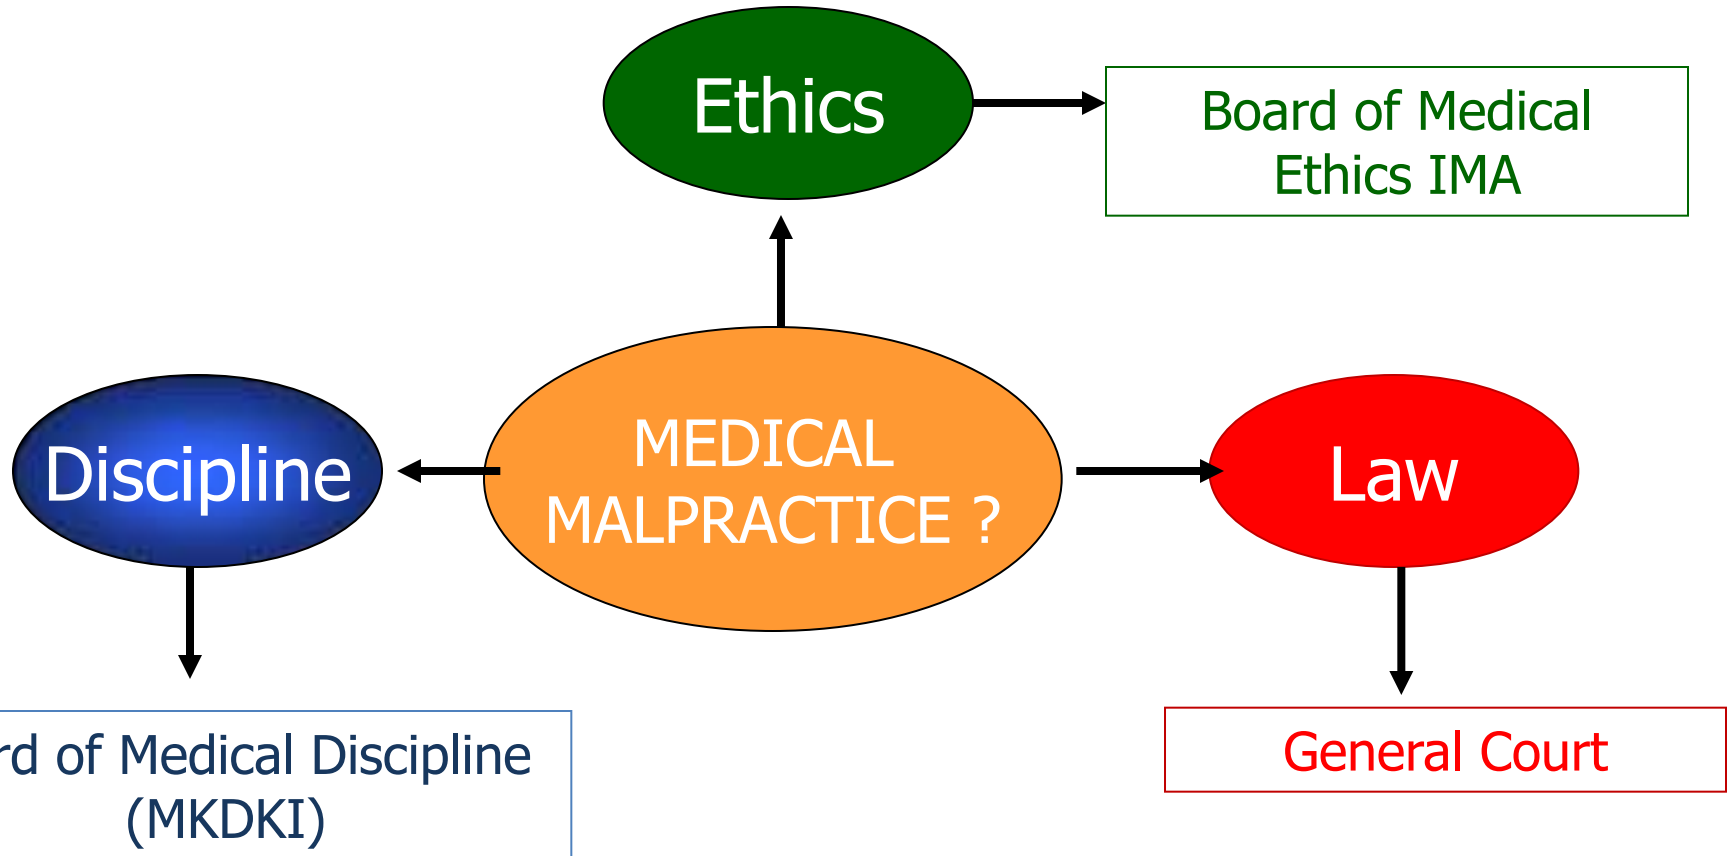 Ethics
Board of Medical
Ethics IMA
MEDICAL
MALPRACTICE ?
Discipline
Law
rd of Medical Discipline
(MKDKI)
General Court